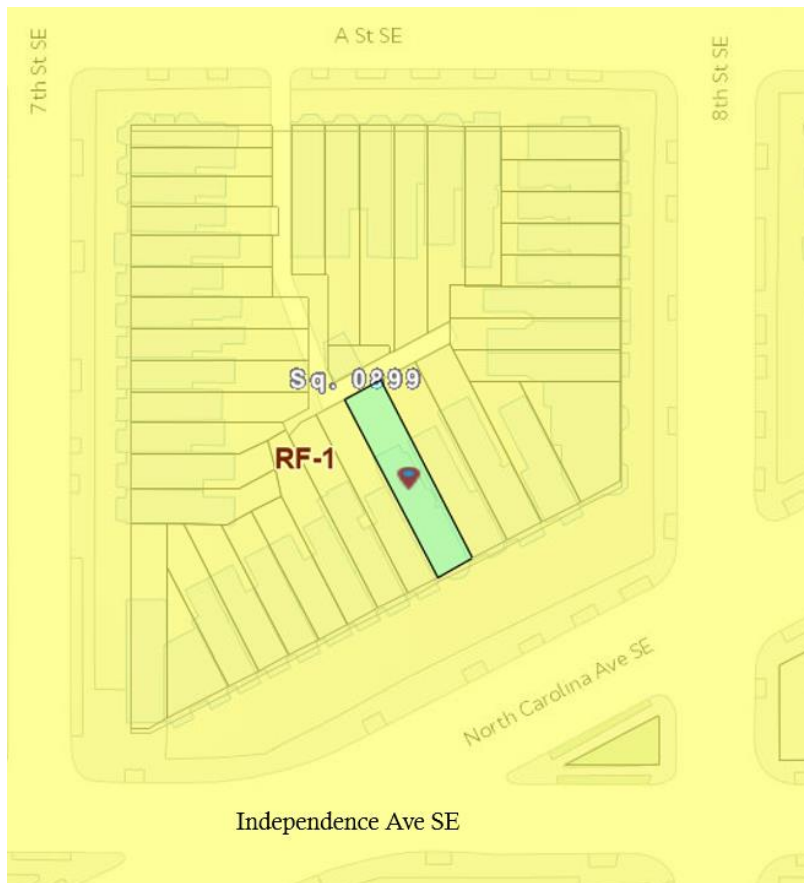 A St SE
7th St SE
8th St SE
Sq. 0899
RF-1
North Carolina Ave SE
Independence Ave SE